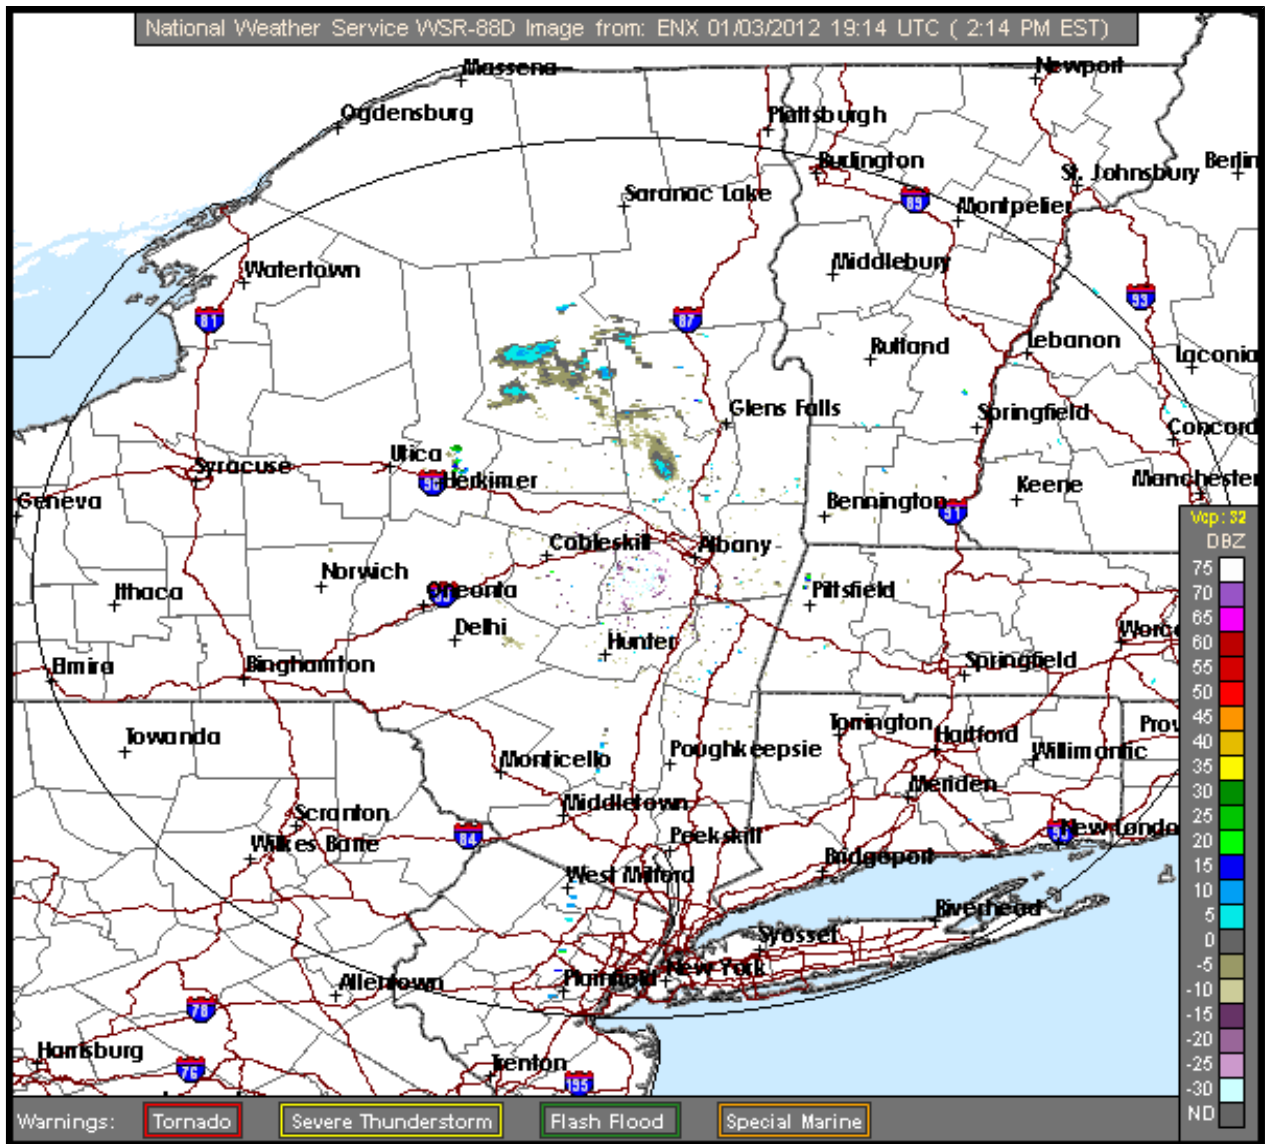 National Weather Service WSR-88D Image from: ENX 01/03/2012 19:14 UTC ( 2:14 PM EST)
Massena
Newport
Ogdensburg
Plattsburgh
Burlington
Berlin
St. Johnsbury
Saranac Lake
89
Montpelier
Watertown
Middlebury
93
81
87
Rutland
Lebanon
Laconia
Glens Falls
Springfield
Concord
Utica
Syracuse
90
Herkimer
Keene
Manchester
Geneva
Bennington
91
Vcp: 32
Cobleskill
Albany
DBZ
Norwich
75
Ithaca
Oneonta
Pittsfield
70
Delhi
65
Worce
Hunter
60
Elmira
Binghamton
Springfield
55
50
Towanda
Torrington
Hartford
Prov
45
Poughkeepsie
Willimantic
40
Monticello
35
Meriden
30
Scranton
Middletown
25
84
Peekskill
New Londo
20
Wilkes Barre
Bridgeport
15
West Milford
10
Riverhead
5
Syosset
0
New York
-5
Allentown
Plainfield
-10
78
-15
-20
Harrisburg
Trenton
-25
76
195
-30
ND
Warnings:
Tornado
Severe Thunderstorm
Flash Flood
Special Marine